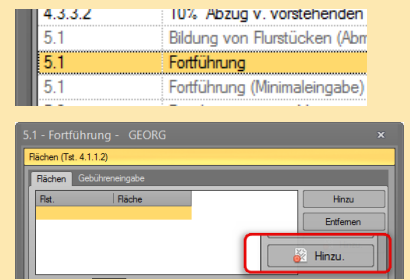 4.3.3.2 10% Abzug v. vorstehenden
5.1 Bildung von Flurstücken (Abm
5.1 Fortführung
5.1 Fortführung (Minimaleingabe)
5.1 - Fortführung - GEORG ×
Flächen (Tst. 4.1.1.2)
Flächen Gebühreneingabe
Flst. Fläche Hinzu
Entfernen
Hinzu.